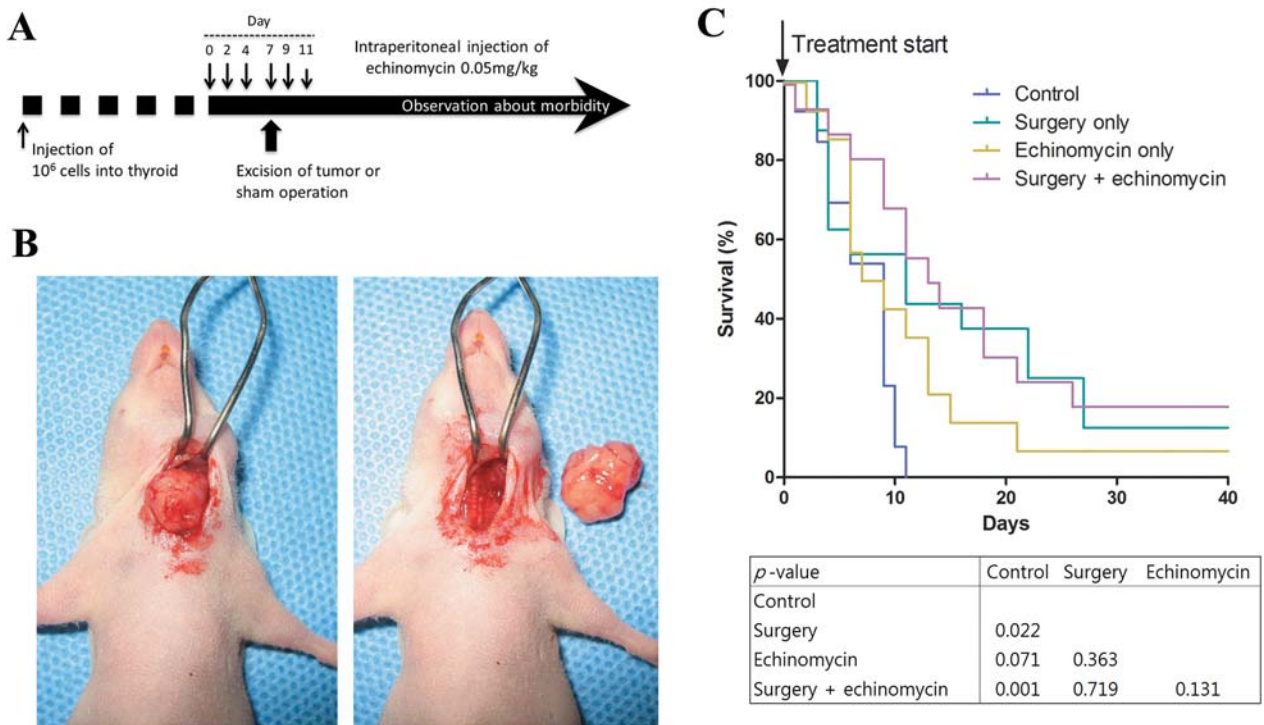 A
Day
0 2 4 7 9 11
Intraperitoneal injection of
echinomycin 0.05mg/kg
Observation about morbidity
Injection of
10⁶ cells into thyroid
Excision of tumor or
sham operation
B
C
Treatment start
Control
Surgery only
Echinomycin only
Surgery + echinomycin
Survival (%)
100
80
60
40
20
0
0 10 20 30 40
Days
p-value Control Surgery Echinomycin
Control
Surgery 0.022
Echinomycin 0.071 0.363
Surgery + echinomycin 0.001 0.719 0.131